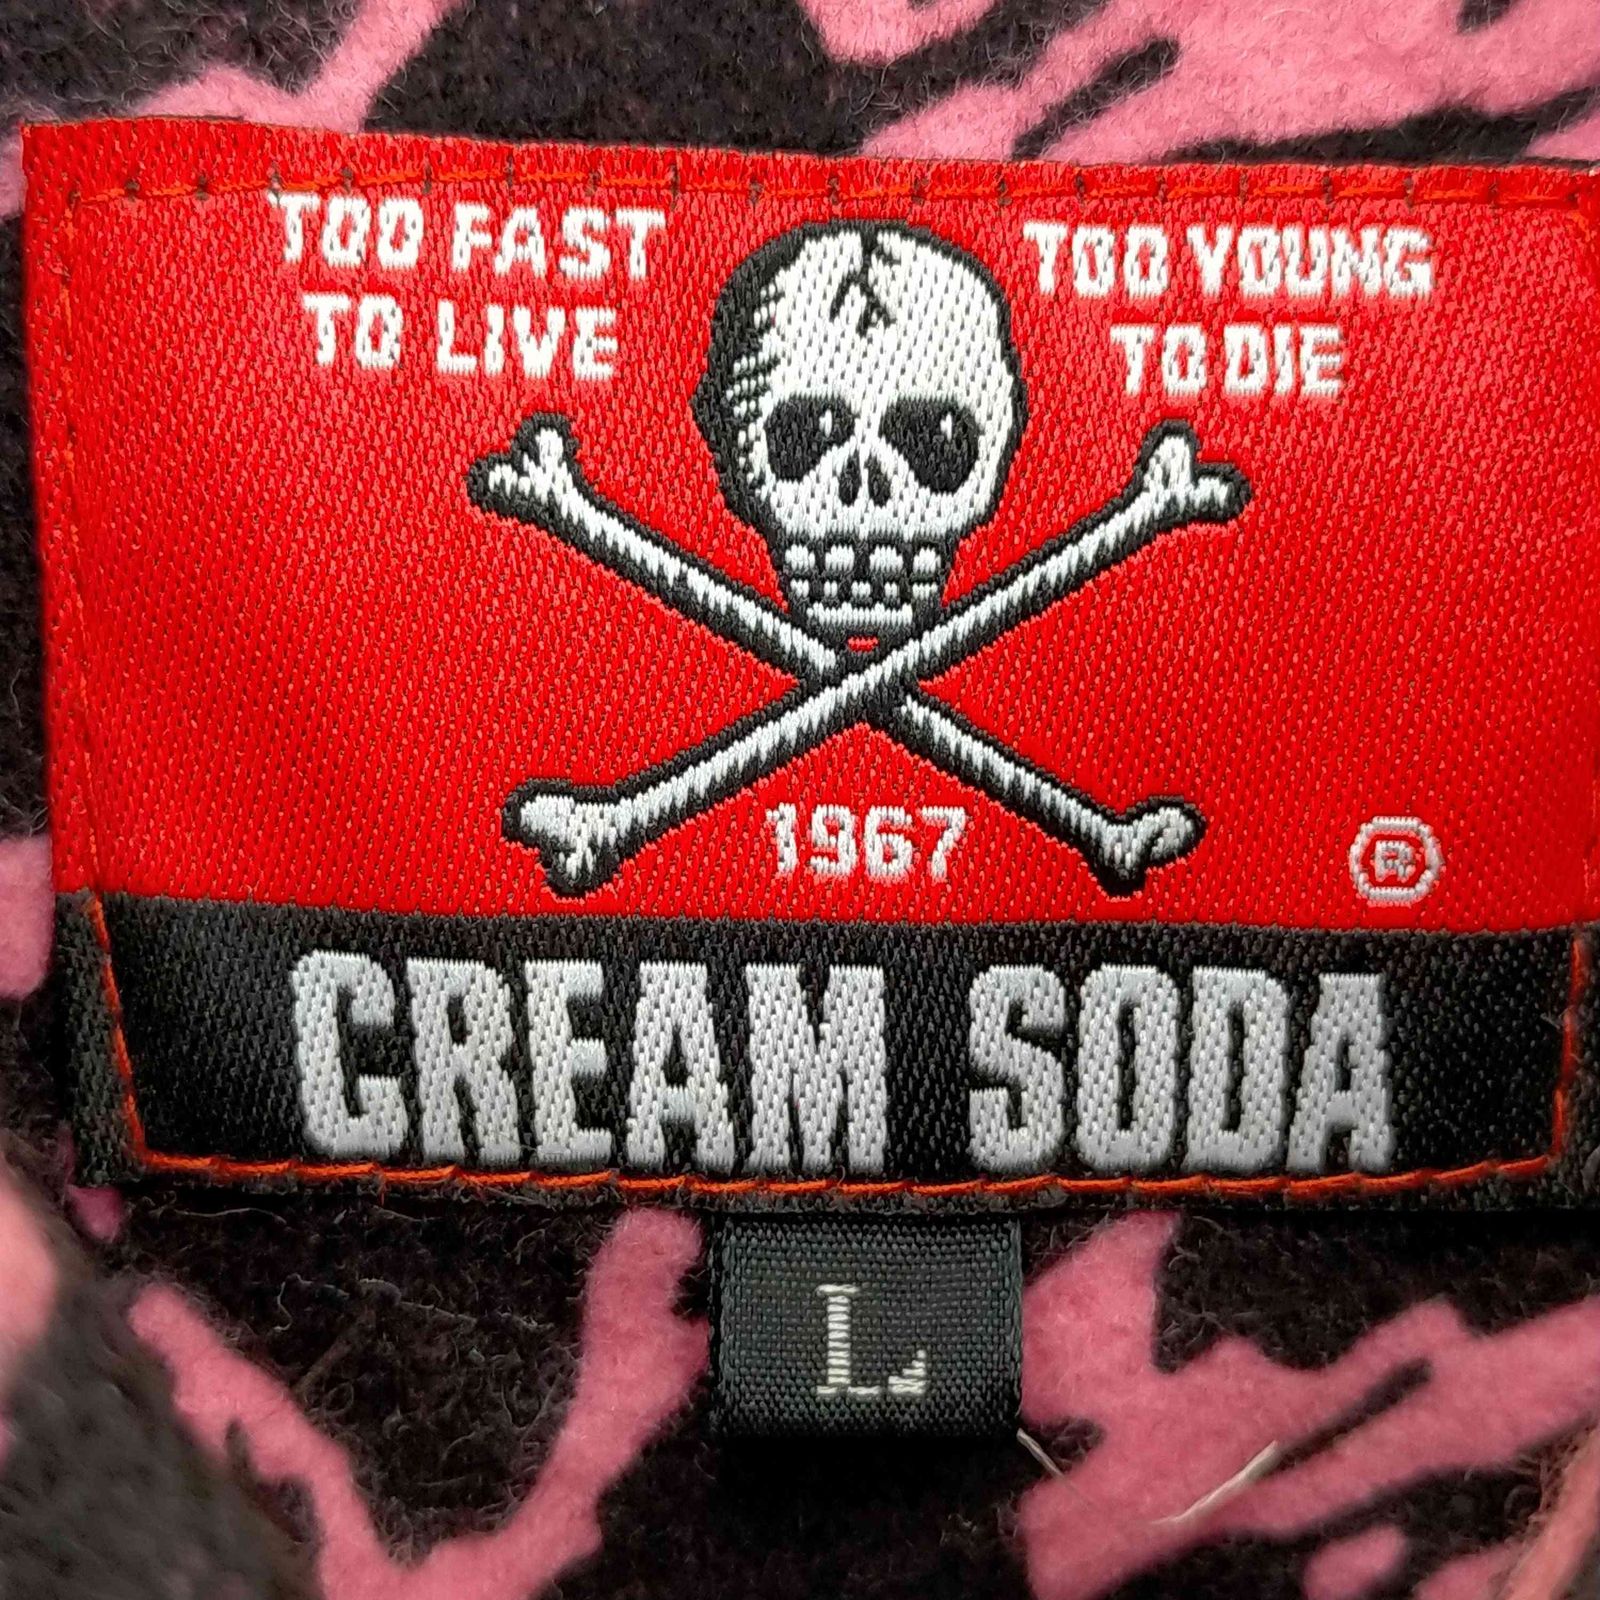 TOO FAST
TO LIVE
TOO YOUNG
TO DIE
1967
®
CREAM SODA
L